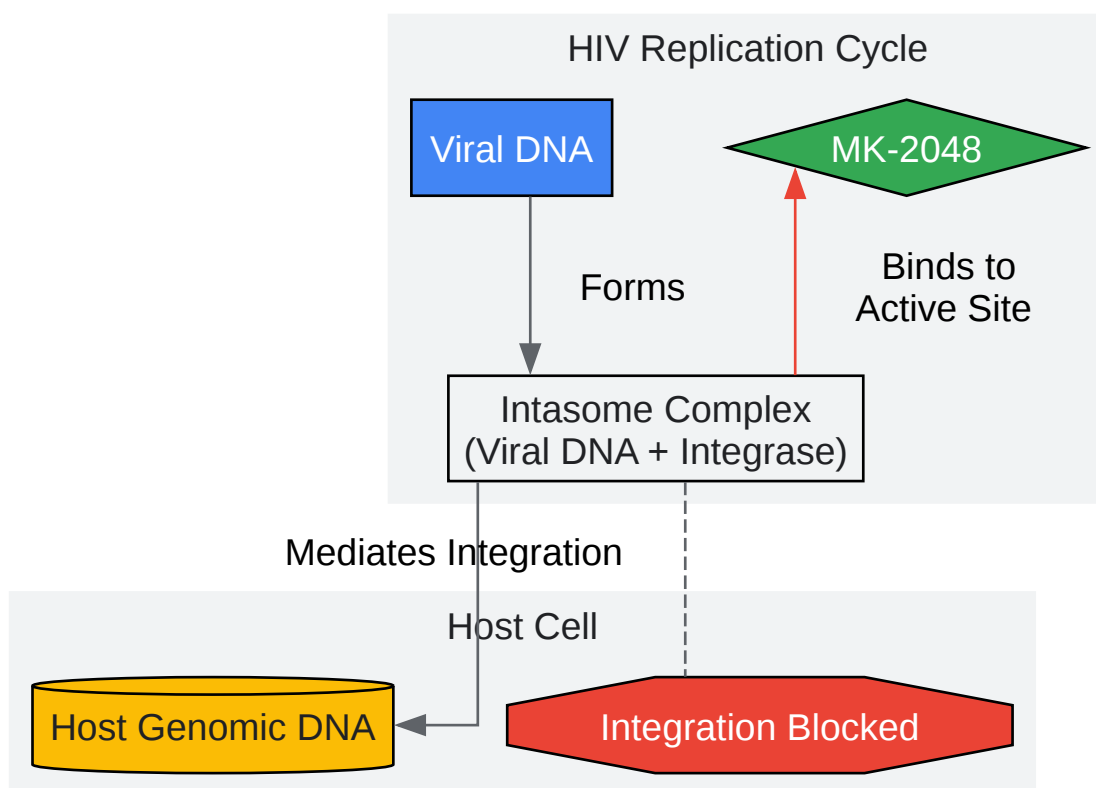 HIV Replication Cycle
Viral DNA
MK-2048
Forms
Binds to
Active Site
Intasome Complex
(Viral DNA + Integrase)
Mediates Integration
Host Cell
Host Genomic DNA
Integration Blocked